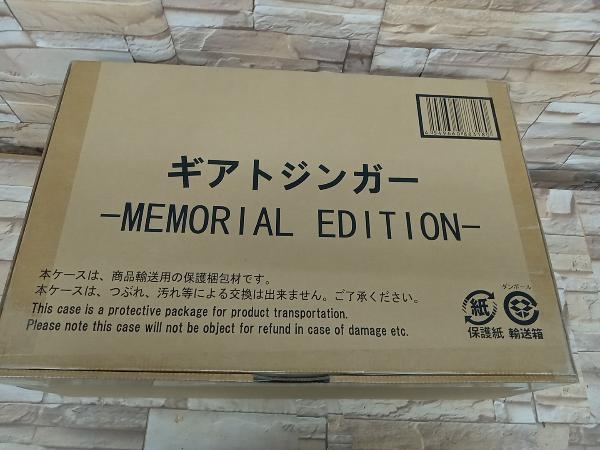 ギアトジンガー
-MEMORIAL EDITION-
本ケースは、商品輸送用の保護梱包材です。
本ケースは、つぶれ、汚れ等による交換は出来ません。ご了承ください。
This case is a protective package for product transportation.
Please note this case will not be object for refund in case of damage etc.
紙
保護紙
ダンボール
輸送箱